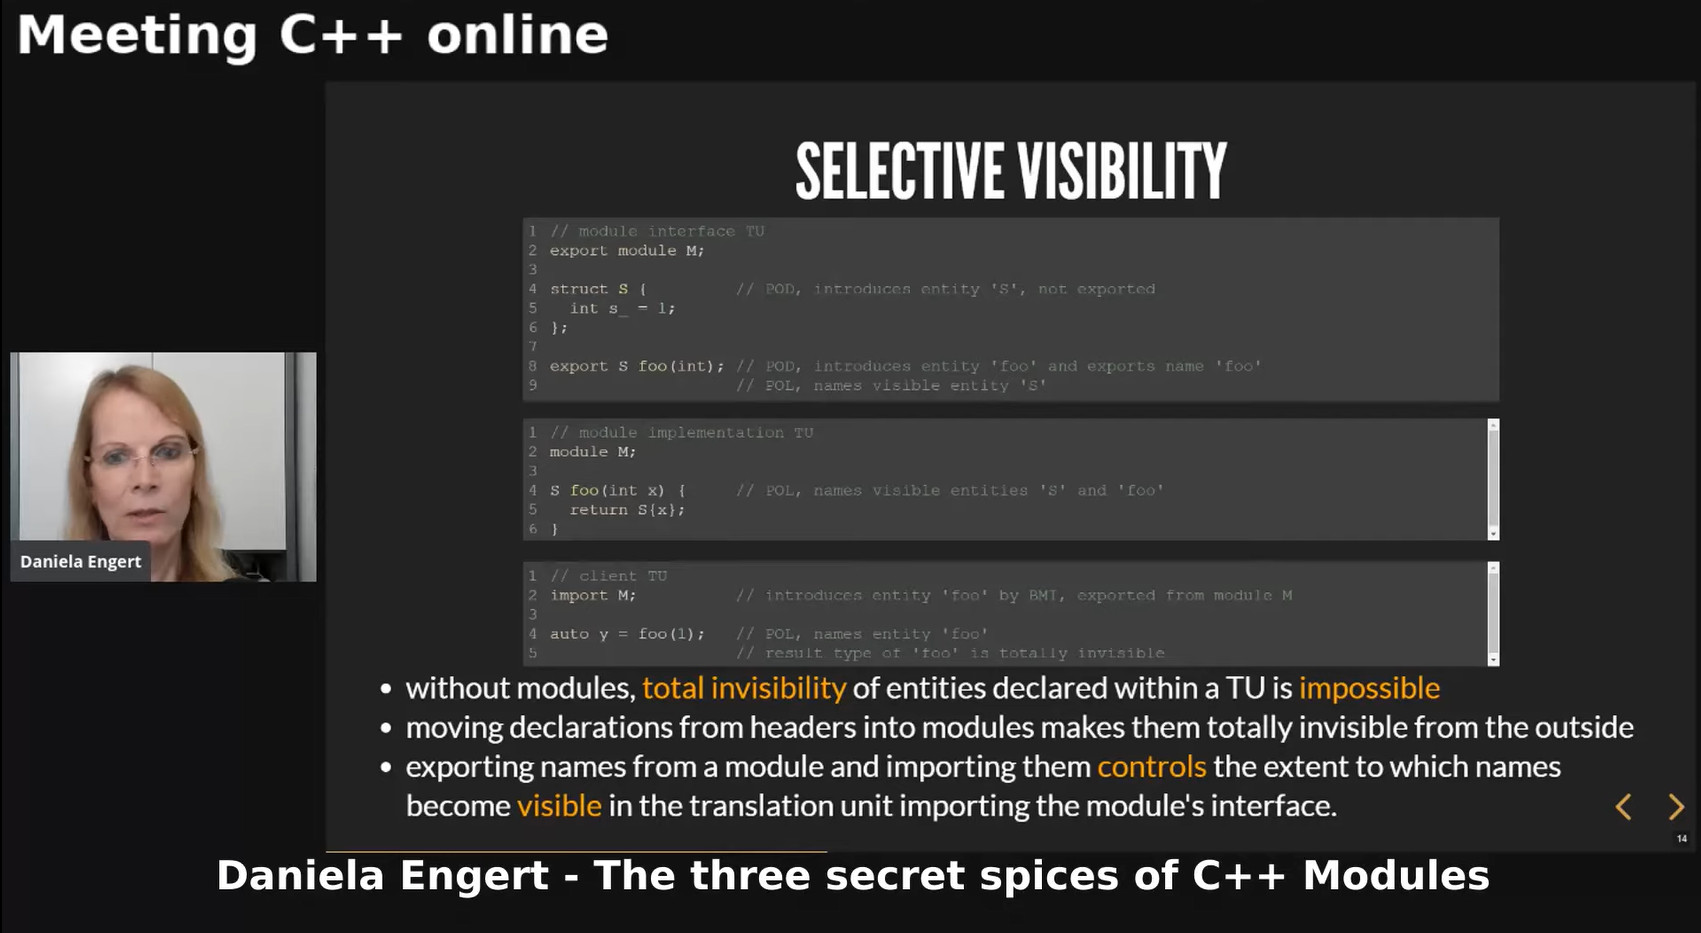 Meeting C++ online
SELECTIVE VISIBILITY
1 // module interface TU
2 export module M;
3
4 struct S { // POD, introduces entity 'S', not exported
5 int s_ = 1;
6 };
7
8 export S foo(int); // POD, introduces entity 'foo' and exports name 'foo'
9 // POL, names visible entity 'S'
1 // module implementation TU
2 module M;
3
4 S foo(int x) { // POL, names visible entities 'S' and 'foo'
5 return S{x};
6 }
Daniela Engert
1 // client TU
2 import M; // introduces entity 'foo' by BMT, exported from module M
3
4 auto y = foo(1); // POL, names entity 'foo'
5 // result type of 'foo' is totally invisible
• without modules, total invisibility of entities declared within a TU is impossible
• moving declarations from headers into modules makes them totally invisible from the outside
• exporting names from a module and importing them controls the extent to which names
become visible in the translation unit importing the module's interface.
14
Daniela Engert - The three secret spices of C++ Modules